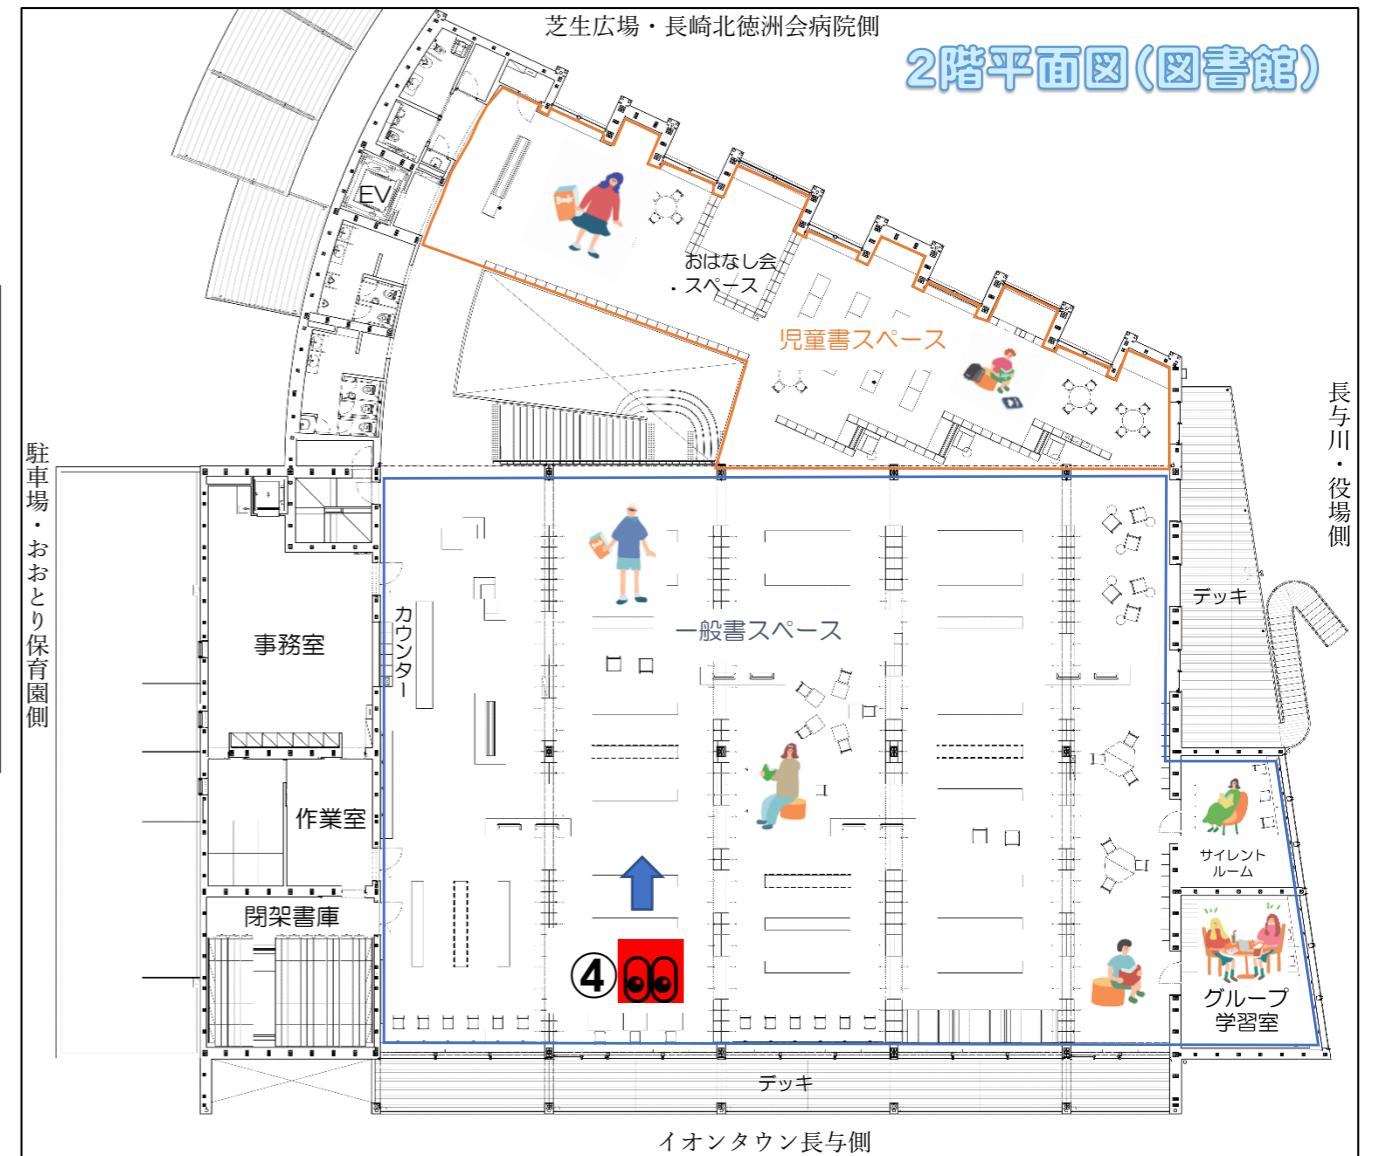 芝生広場・長崎北徳洲会病院側
2階平面図(図書館)
EV
おはなし会
スペース
児童書スペース
長与川・役場側
駐車場・おおとり保育園側
デッキ
カウンター
事務室
一般書スペース
作業室
サイレント
ルーム
閉架書庫
④
グループ
学習室
デッキ
イオンタウン長与側